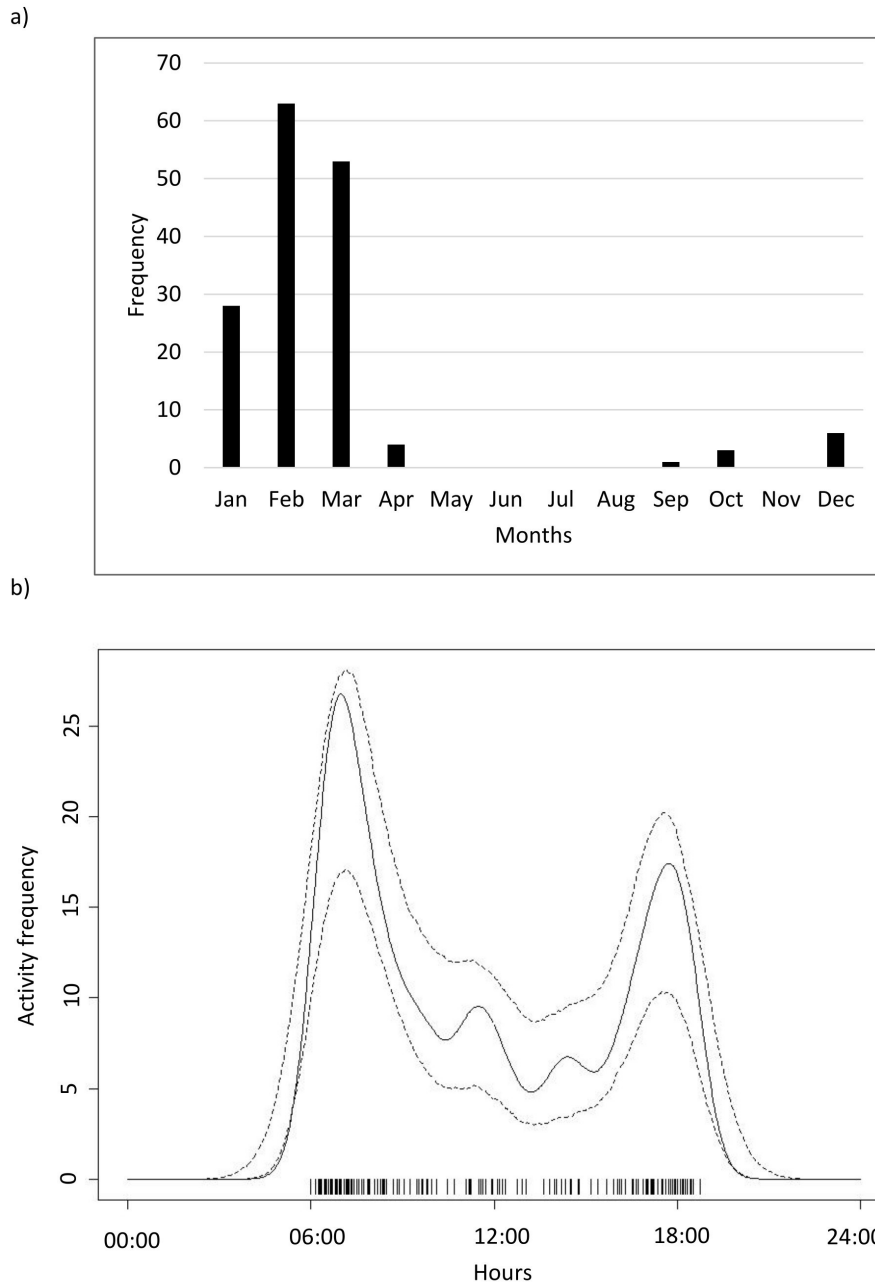 a)
70
60
50
40
30
20
10
0
Frequency
Jan Feb Mar Apr May Jun Jul Aug Sep Oct Nov Dec
Months
b)
25
20
15
10
5
0
Activity frequency
00:00 06:00 12:00 18:00 24:00
Hours